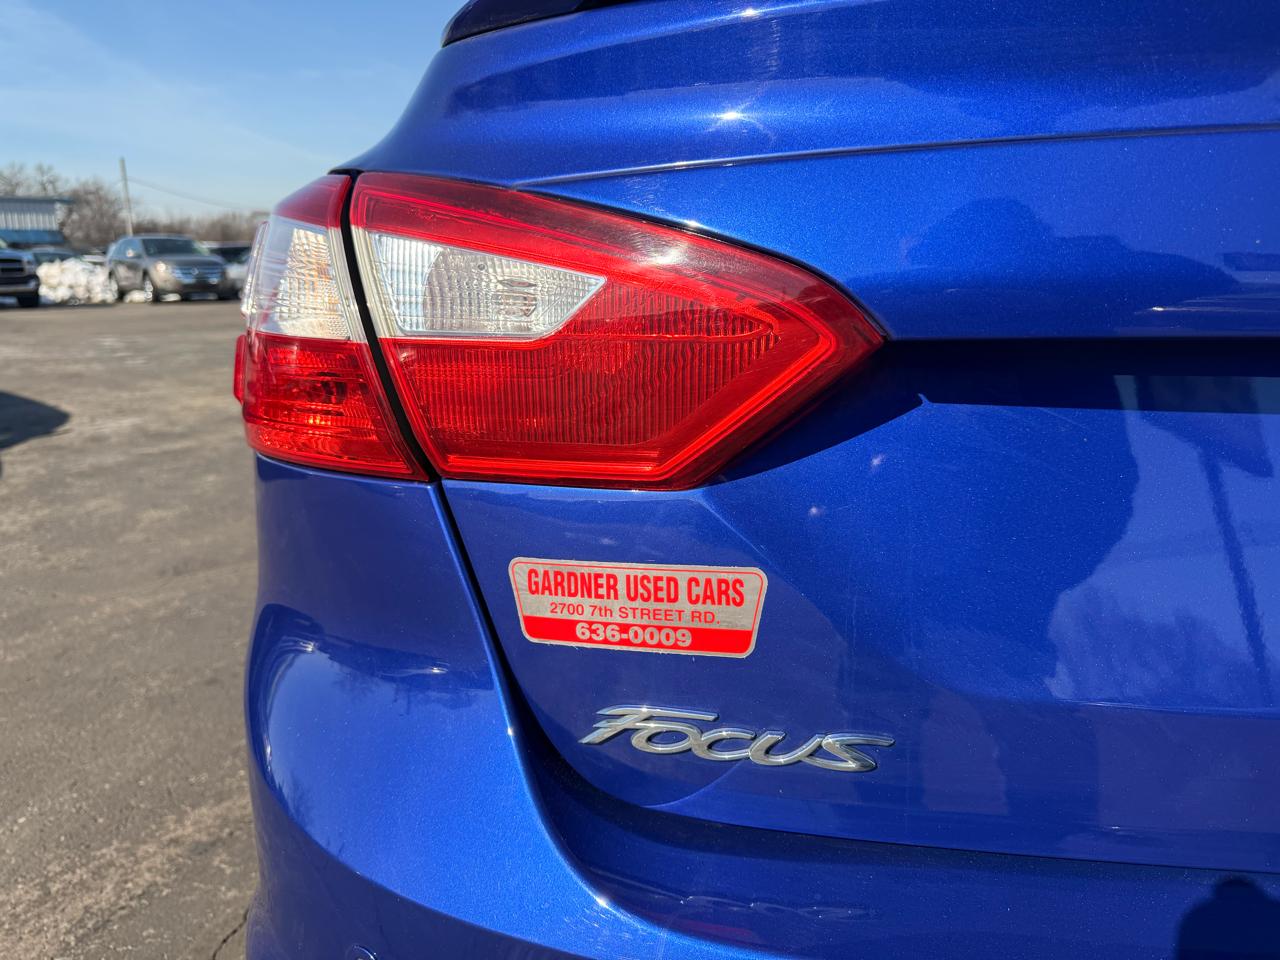 GARDNER USED CARS
2700 7th STREET RD.
636-0009
Focus